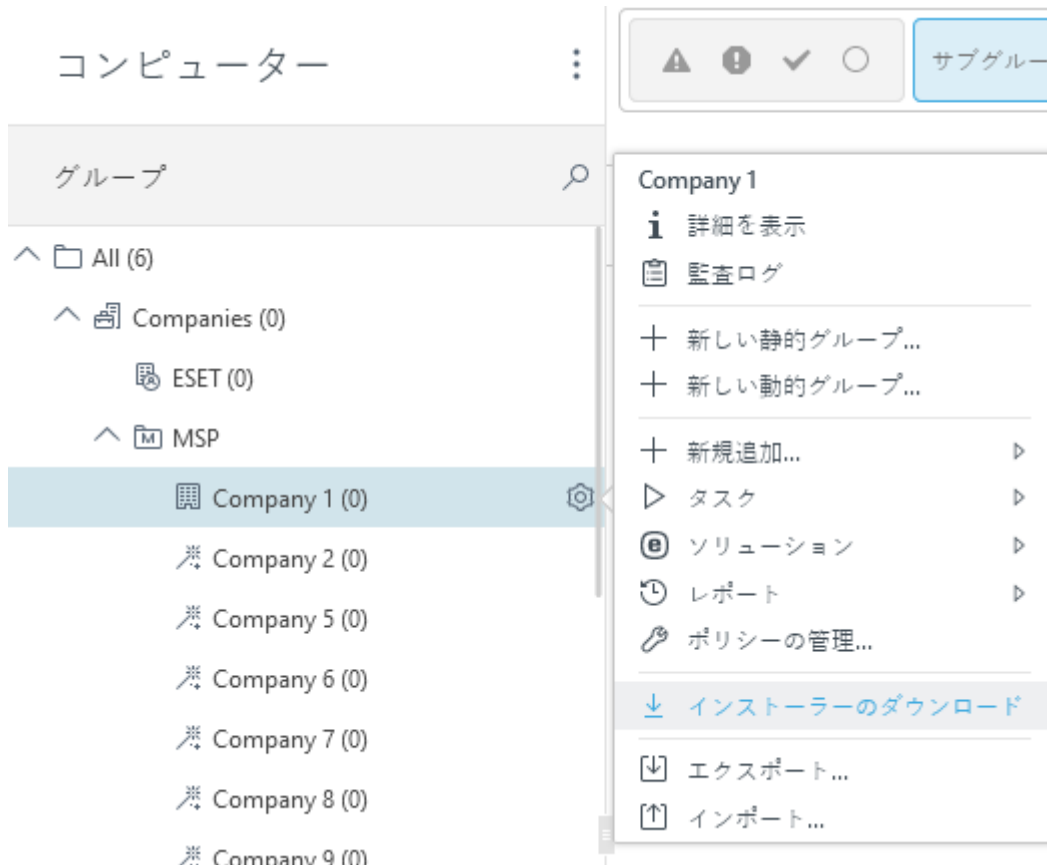 コンピューター
サブグルー
グループ
All (6)
Companies (0)
ESET (0)
MSP
Company 1 (0)
Company 2 (0)
Company 5 (0)
Company 6 (0)
Company 7 (0)
Company 8 (0)
Company 9 (0)
Company 1
詳細を表示
監査ログ
新しい静的グループ...
新しい動的グループ...
新規追加...
タスク
ソリューション
レポート
ポリシーの管理...
インストーラーのダウンロード
エクスポート...
インポート...